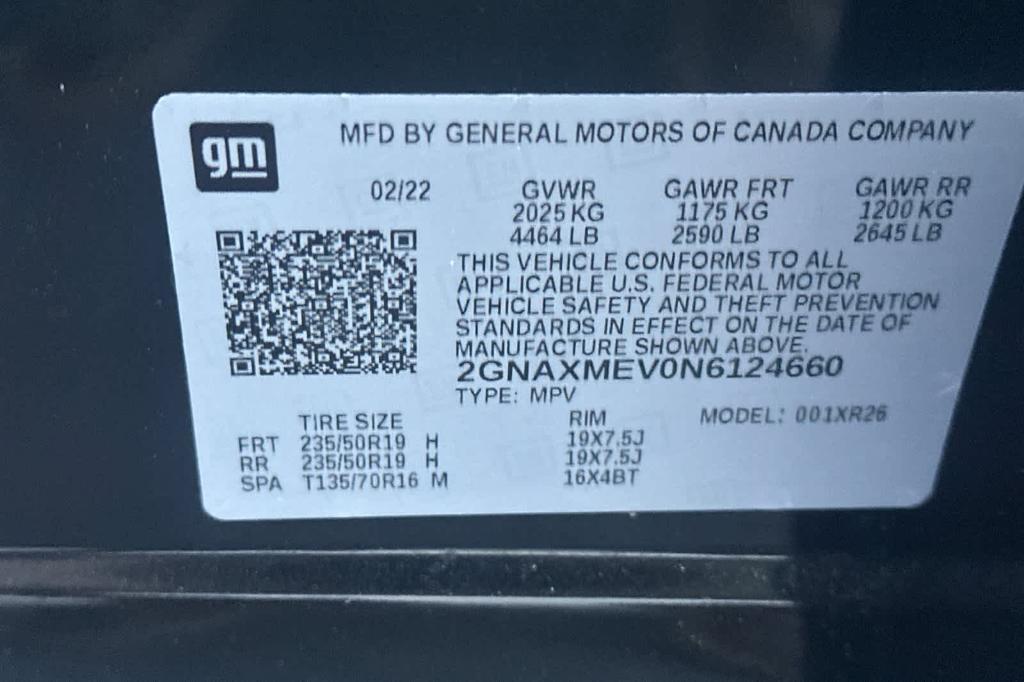 gm
MFD BY GENERAL MOTORS OF CANADA COMPANY
02/22 GVWR GAWR FRT GAWR RR
2025 KG 1175 KG 1200 KG
4464 LB 2590 LB 2645 LB
THIS VEHICLE CONFORMS TO ALL
APPLICABLE U.S. FEDERAL MOTOR
VEHICLE SAFETY AND THEFT PREVENTION
STANDARDS IN EFFECT ON THE DATE OF
MANUFACTURE SHOWN ABOVE.
2GNAXMEV0N6124660
TYPE: MPV
TIRE SIZE RIM MODEL: 001XR26
FRT 235/50R19 H 19X7.5J
RR 235/50R19 H 19X7.5J
SPA T135/70R16 M 16X4BT